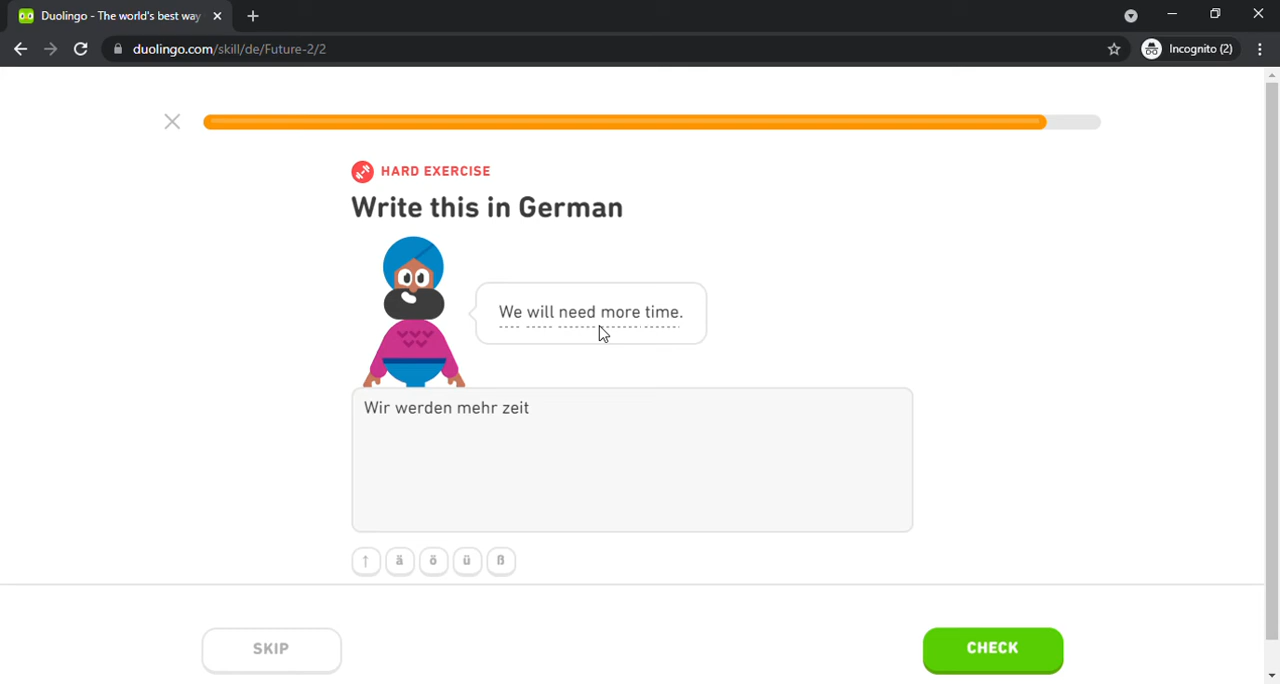 Duolingo - The world's best way
duolingo.com/skill/de/Future-2/2
Incognito (2)
HARD EXERCISE
Write this in German
We will need more time.
Wir werden mehr zeit
↑ ä ö ü ß
SKIP
CHECK